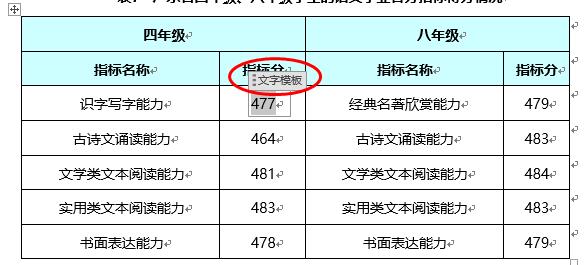 四年级 八年级
指标名称 指标分 指标名称 指标分
文字模板
识字写字能力 477 经典名著欣赏能力 479
古诗文诵读能力 464 古诗文诵读能力 483
文学类文本阅读能力 481 文学类文本阅读能力 484
实用类文本阅读能力 483 实用类文本阅读能力 483
书面表达能力 478 书面表达能力 479